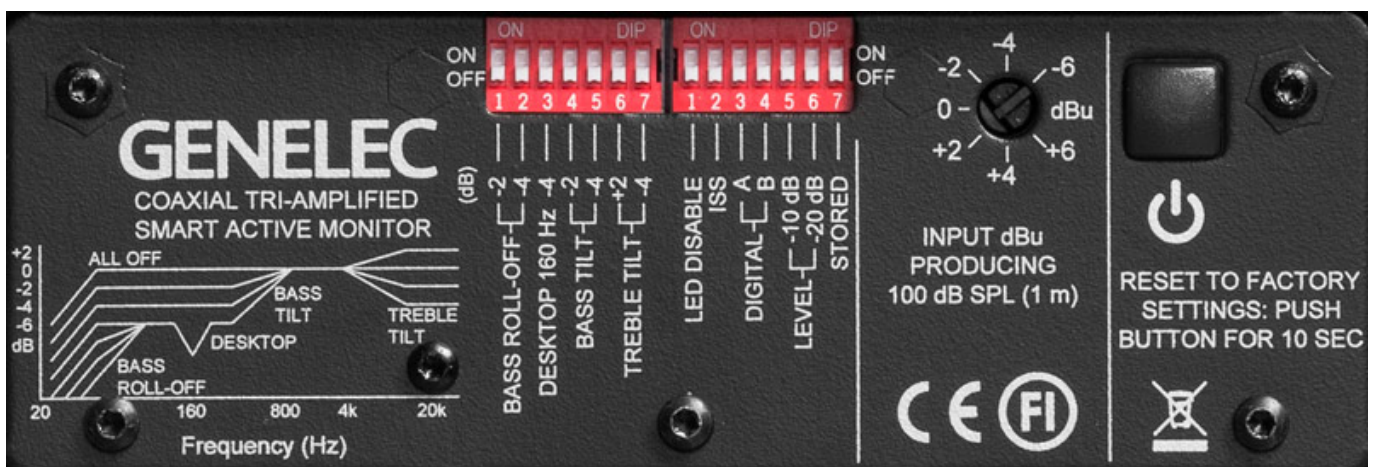 ON DIP
ON
OFF
1 2 3 4 5 6 7
ON DIP
ON
OFF
1 2 3 4 5 6 7
GENELEC
COAXIAL TRI-AMPLIFIED
SMART ACTIVE MONITOR
+2
0
-2
-4
-6
dB
ALL OFF
BASS
TILT
TREBLE
TILT
DESKTOP
BASS
ROLL-OFF
20 160 800 4k 20k
Frequency (Hz)
(dB)
-2
BASS ROLL-OFF -4
DESKTOP 160 Hz -4
-2
BASS TILT -4
+2
TREBLE TILT -4
LED DISABLE
ISS
A
DIGITAL B
-10 dB
LEVEL -20 dB
STORED
-4
-2 -6
0 dBu
+2 +6
+4
INPUT dBu
PRODUCING
100 dB SPL (1 m)
CE FI
RESET TO FACTORY
SETTINGS: PUSH
BUTTON FOR 10 SEC